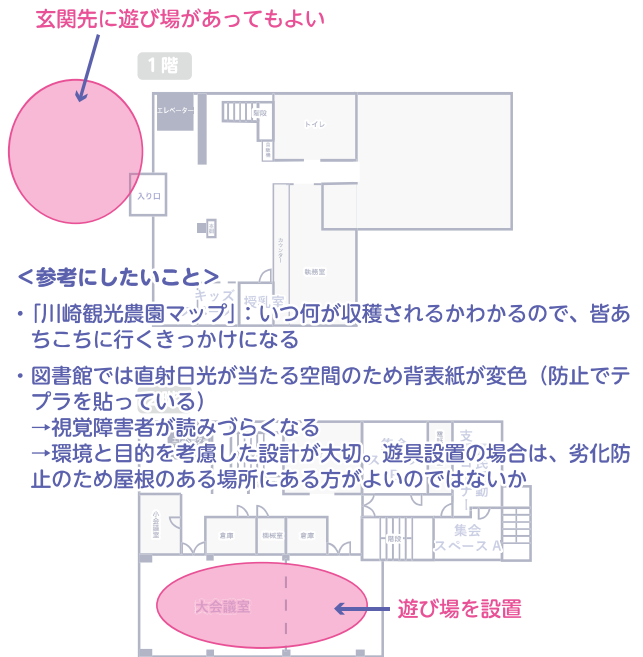 玄関先に遊び場があってもよい
1階
エレベーター
階段
トイレ
入り口
カウンター
執務室
キッズ
授乳室
＜参考にしたいこと＞
・「川崎観光農園マップ」：いつ何が収穫されるかわかるので、皆あ
ちこちに行くきっかけになる
・図書館では直射日光が当たる空間のため背表紙が変色（防止でテ
プラを貼っている）
→視覚障害者が読みづらくなる
→環境と目的を考慮した設計が大切。遊具設置の場合は、劣化防
止のため屋根のある場所にある方がよいのではないか
小会議室
倉庫
機械室
倉庫
階段
集会
スペースA
大会議室
遊び場を設置